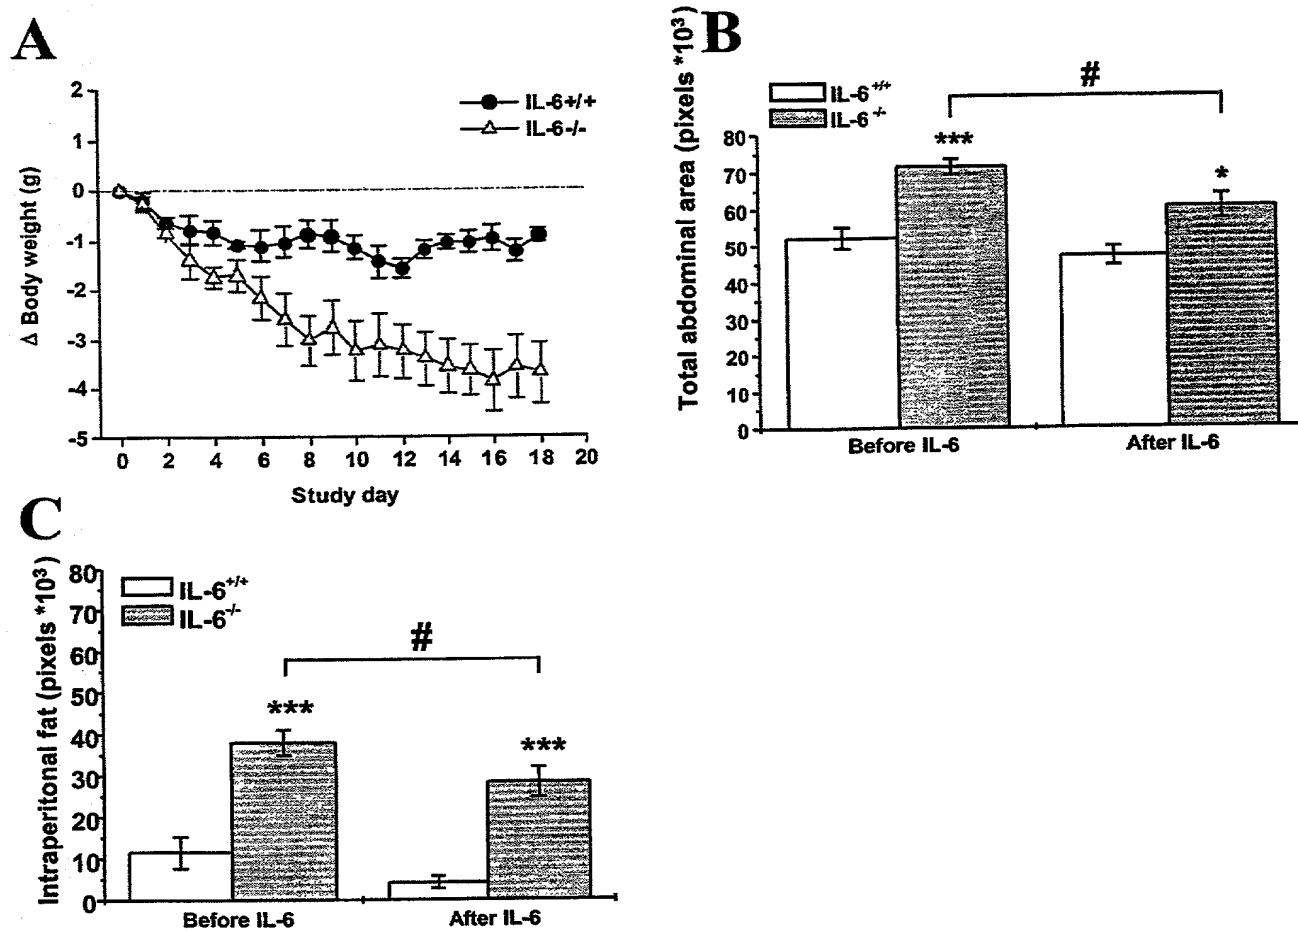 A
2
1
0
-1
-2
-3
-4
-5
Δ Body weight (g)
IL-6+/+
IL-6-/-
0 2 4 6 8 10 12 14 16 18 20
Study day
B
Total abdominal area (pixels *10³)
IL-6+/+
IL-6-/-
80
70
60
50
40
30
20
10
0
#
***
*
Before IL-6 After IL-6
C
Intraperitonal fat (pixels *10³)
IL-6+/+
IL-6-/-
80
70
60
50
40
30
20
10
0
#
***
***
Before IL-6 After IL-6